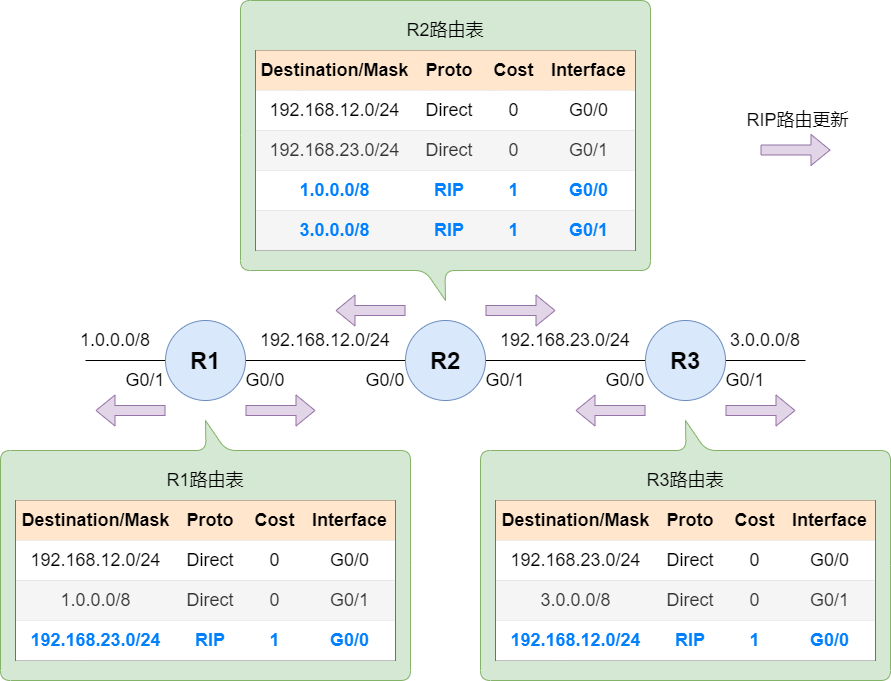 R2路由表
Destination/Mask Proto Cost Interface
192.168.12.0/24 Direct 0 G0/0
192.168.23.0/24 Direct 0 G0/1
1.0.0.0/8 RIP 1 G0/0
3.0.0.0/8 RIP 1 G0/1
RIP路由更新
1.0.0.0/8 192.168.12.0/24 192.168.23.0/24 3.0.0.0/8
R1 R2 R3
G0/1 G0/0 G0/0 G0/1 G0/0 G0/1
R1路由表
Destination/Mask Proto Cost Interface
192.168.12.0/24 Direct 0 G0/0
1.0.0.0/8 Direct 0 G0/1
192.168.23.0/24 RIP 1 G0/0
R3路由表
Destination/Mask Proto Cost Interface
192.168.23.0/24 Direct 0 G0/0
3.0.0.0/8 Direct 0 G0/1
192.168.12.0/24 RIP 1 G0/0